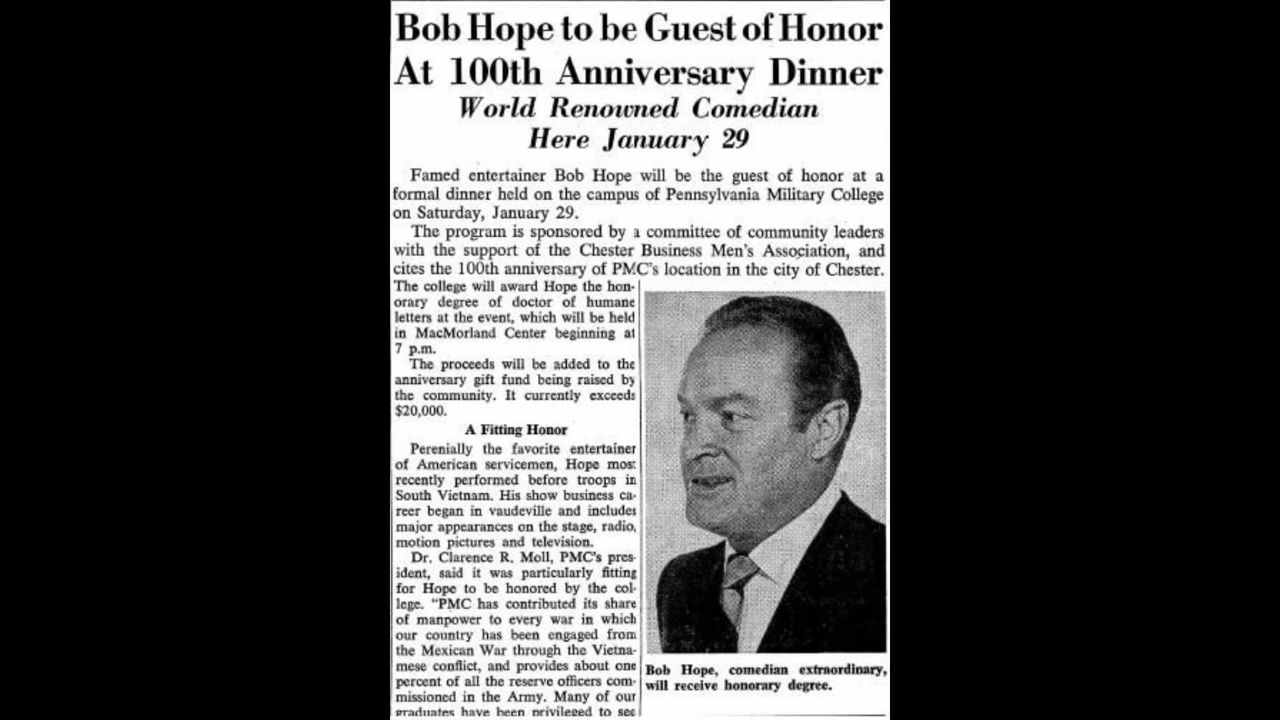 Bob Hope to be Guest of Honor
At 100th Anniversary Dinner
World Renowned Comedian
Here January 29
Famed entertainer Bob Hope will be the guest of honor at a
formal dinner held on the campus of Pennsylvania Military College
on Saturday, January 29.
The program is sponsored by a committee of community leaders
with the support of the Chester Business Men's Association, and
cites the 100th anniversary of PMC's location in the city of Chester.
The college will award Hope the hon-
orary degree of doctor of humane
letters at the event, which will be held
in MacMorland Center beginning at
7 p.m.
The proceeds will be added to the
anniversary gift fund being raised by
the community. It currently exceeds
$20,000.
A Fitting Honor
Perenially the favorite entertainer
of American servicemen, Hope most
recently performed before troops in
South Vietnam. His show business ca-
reer began in vaudeville and includes
major appearances on the stage, radio,
motion pictures and television.
Dr. Clarence R. Moll, PMC's pres-
ident, said it was particularly fitting
for Hope to be honored by the col-
lege. "PMC has contributed its share
of manpower to every war in which
our country has been engaged from
the Mexican War through the Vietna-
mese conflict, and provides about one
percent of all the reserve officers com-
missioned in the Army. Many of our
graduates have been privileged to see
Bob Hope, comedian extraordinary,
will receive honorary degree.